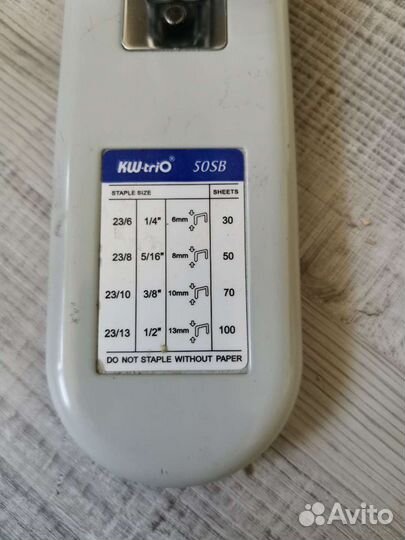 KW-triO® 50SB
STAPLE SIZE SHEETS
23/6 1/4" 6mm 30
23/8 5/16" 8mm 50
23/10 3/8" 10mm 70
23/13 1/2" 13mm 100
DO NOT STAPLE WITHOUT PAPER
Avito